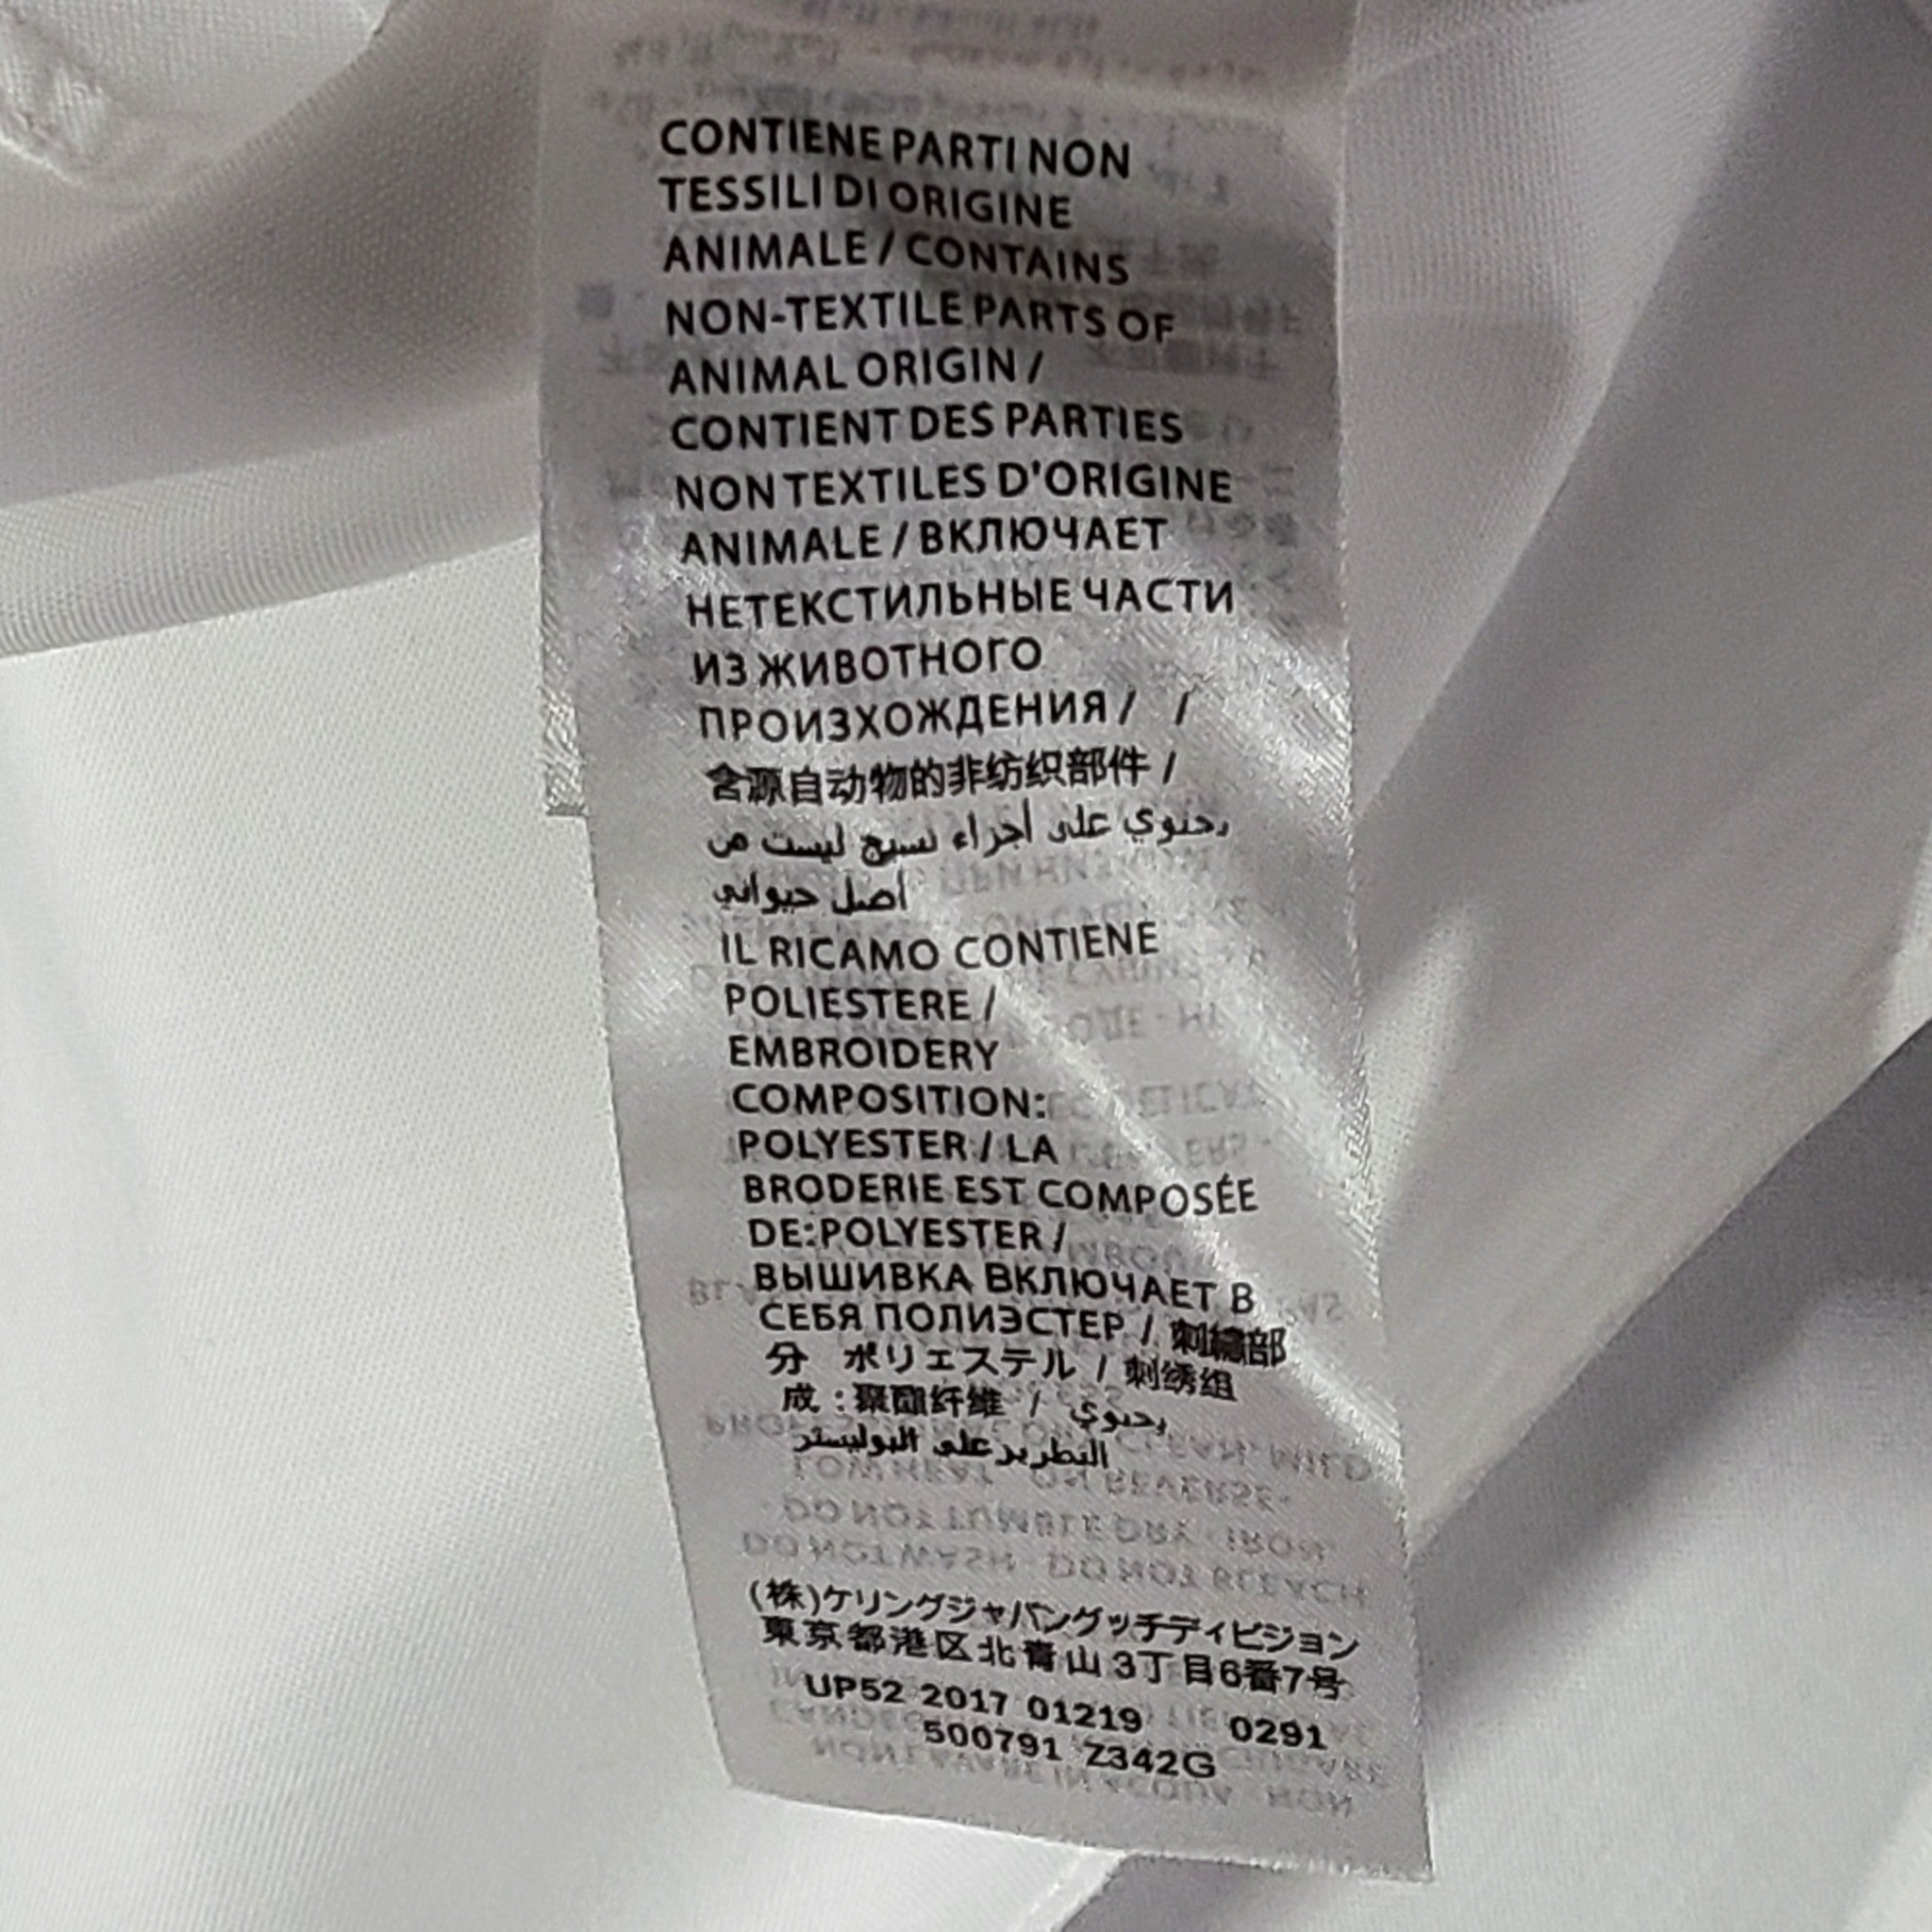 CONTIENE PARTI NON
TESSILI DI ORIGINE
ANIMALE / CONTAINS
NON-TEXTILE PARTS OF
ANIMAL ORIGIN /
CONTIENT DES PARTIES
NON TEXTILES D'ORIGINE
ANIMALE / ВКЛЮЧАЕТ
НЕТЕКСТИЛЬНЫЕ ЧАСТИ
ИЗ ЖИВОТНОГО
ПРОИЗХОЖДЕНИЯ / /
含源自动物的非纺织部件 /
يحتوي على أجزاء نسيج ليست من
أصل حيواني
IL RICAMO CONTIENE
POLIESTERE /
EMBROIDERY
COMPOSITION:
POLYESTER / LA
BRODERIE EST COMPOSÉE
DE:POLYESTER /
ВЫШИВКА ВКЛЮЧАЕТ В
СЕБЯ ПОЛИЭСТЕР / 刺繍部
分 ポリエステル / 刺绣组
成 : 聚酯纤维 / يحتوي
التطريز على البوليستر
(株)ケリングジャパングッチディビジョン
東京都港区北青山3丁目6番7号
UP52 2017 01219 0291
500791 Z342G